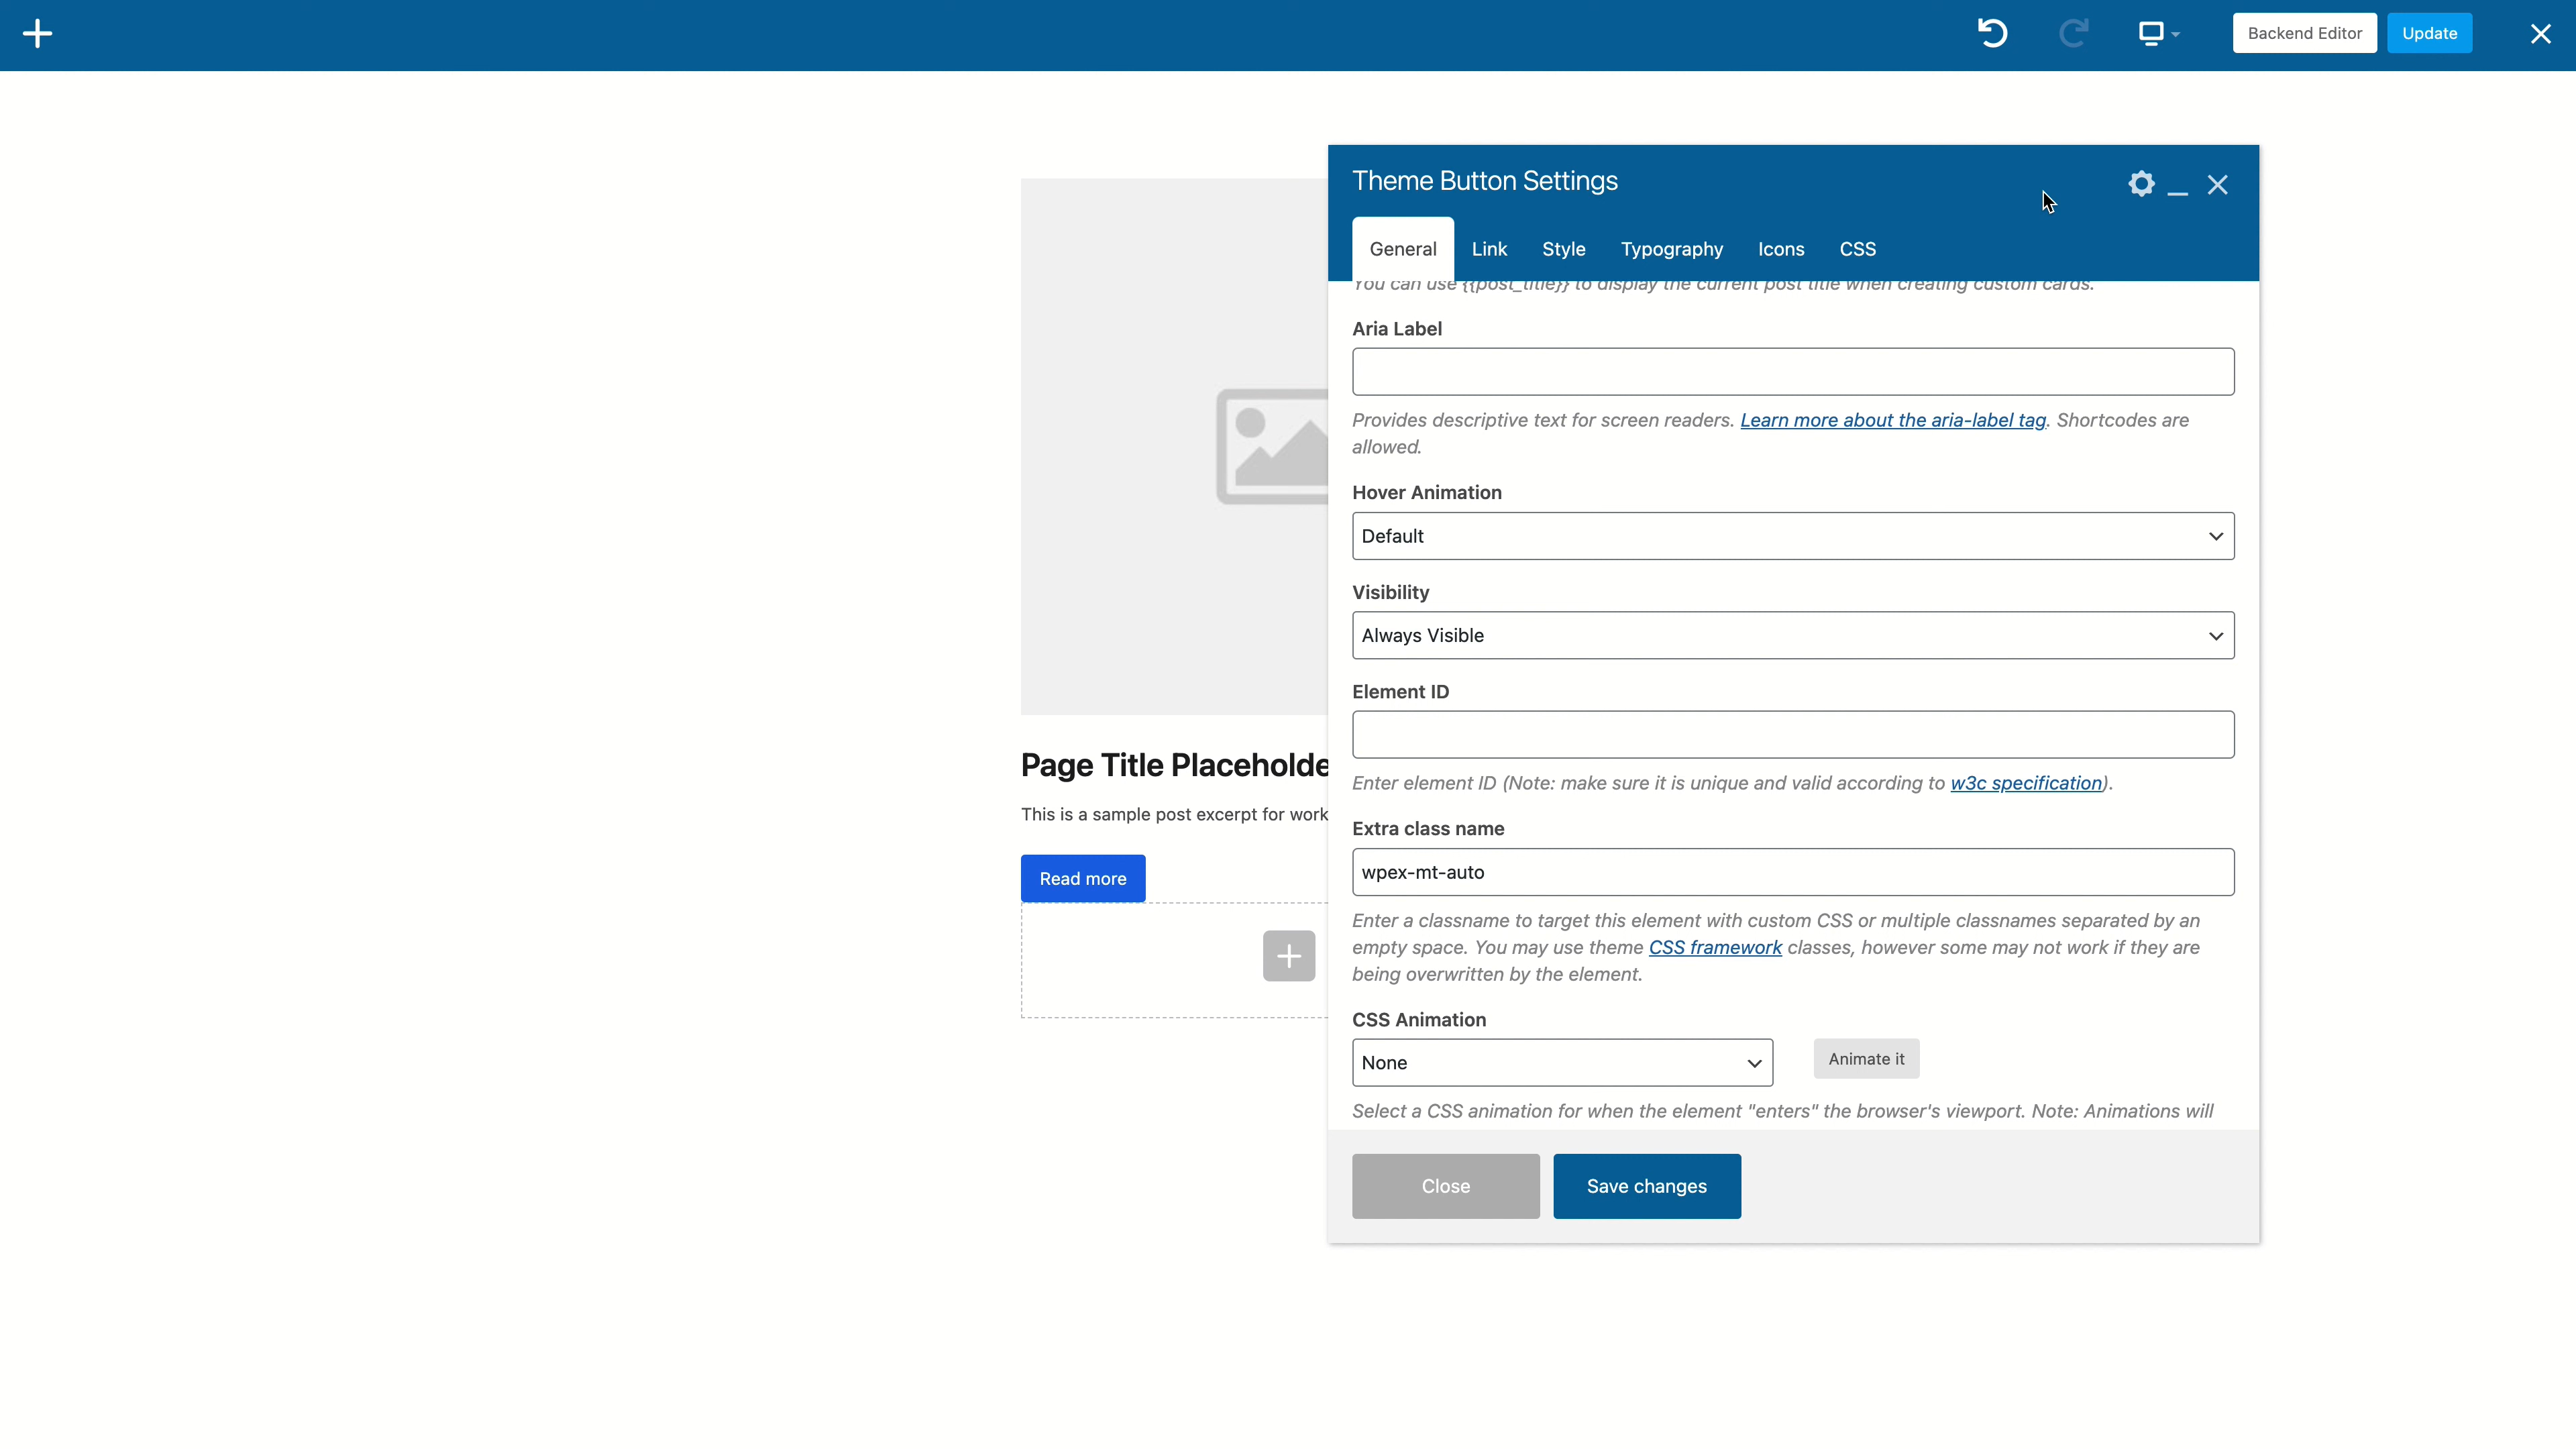 Backend Editor
Update
Theme Button Settings
General
Link
Style
Typography
Icons
CSS
You can use {{post_title}} to display the current post title when creating custom cards.
Aria Label
Provides descriptive text for screen readers. Learn more about the aria-label tag. Shortcodes are
allowed.
Hover Animation
Default
Visibility
Always Visible
Element ID
Enter element ID (Note: make sure it is unique and valid according to w3c specification).
Extra class name
wpex-mt-auto
Enter a classname to target this element with custom CSS or multiple classnames separated by an
empty space. You may use theme CSS framework classes, however some may not work if they are
being overwritten by the element.
CSS Animation
None
Animate it
Select a CSS animation for when the element "enters" the browser's viewport. Note: Animations will
Close
Save changes
Page Title Placeholde
This is a sample post excerpt for work
Read more